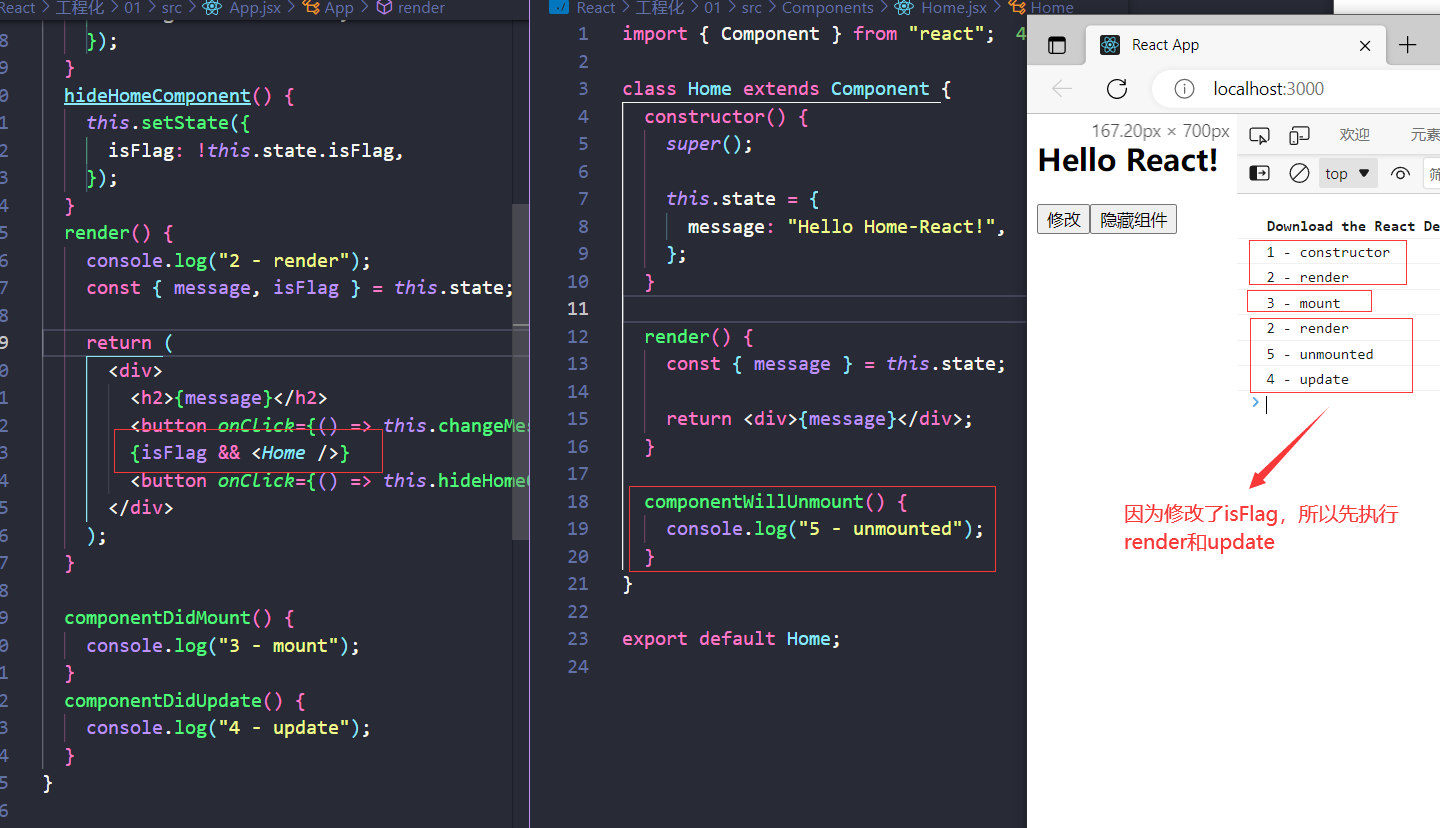 React > 工程化 > 01 > src > App.jsx > App > render
8 });
9 }
0 hideHomeComponent() {
1 this.setState({
2 isFlag: !this.state.isFlag,
3 });
4 }
5 render() {
6 console.log("2 - render");
7 const { message, isFlag } = this.state;
8
9 return (
0 <div>
1 <h2>{message}</h2>
2 <button onClick={() => this.changeMes
3 {isFlag && <Home />}
4 <button onClick={() => this.hideHome
5 </div>
6 );
7 }
8
9 componentDidMount() {
0 console.log("3 - mount");
1 }
2 componentDidUpdate() {
3 console.log("4 - update");
4 }
5 }
6
React > 工程化 > 01 > src > Components > Home.jsx > Home
1 import { Component } from "react"; 4
2
3 class Home extends Component {
4 constructor() {
5 super();
6
7 this.state = {
8 message: "Hello Home-React!",
9 };
10 }
11
12 render() {
13 const { message } = this.state;
14
15 return <div>{message}</div>;
16 }
17
18 componentWillUnmount() {
19 console.log("5 - unmounted");
20 }
21 }
22
23 export default Home;
24
React App
localhost:3000
167.20px × 700px
Hello React!
修改 隐藏组件
欢迎 元素
top 筛
Download the React De
1 - constructor
2 - render
3 - mount
2 - render
5 - unmounted
4 - update
因为修改了isFlag，所以先执行
render和update